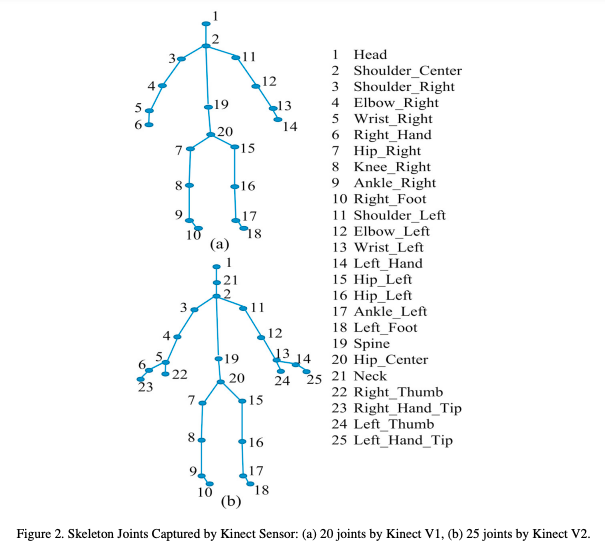 1
2
3
11
4
12
5
19
13
6
14
20
7
15
8
16
9
17
10
18
(a)
1
21
2
3
11
4
12
5
19
13
14
6
22
20
24
25
23
7
15
8
16
9
17
10
18
(b)
1 Head
2 Shoulder_Center
3 Shoulder_Right
4 Elbow_Right
5 Wrist_Right
6 Right_Hand
7 Hip_Right
8 Knee_Right
9 Ankle_Right
10 Right_Foot
11 Shoulder_Left
12 Elbow_Left
13 Wrist_Left
14 Left_Hand
15 Hip_Left
16 Hip_Left
17 Ankle_Left
18 Left_Foot
19 Spine
20 Hip_Center
21 Neck
22 Right_Thumb
23 Right_Hand_Tip
24 Left_Thumb
25 Left_Hand_Tip
Figure 2. Skeleton Joints Captured by Kinect Sensor: (a) 20 joints by Kinect V1, (b) 25 joints by Kinect V2.